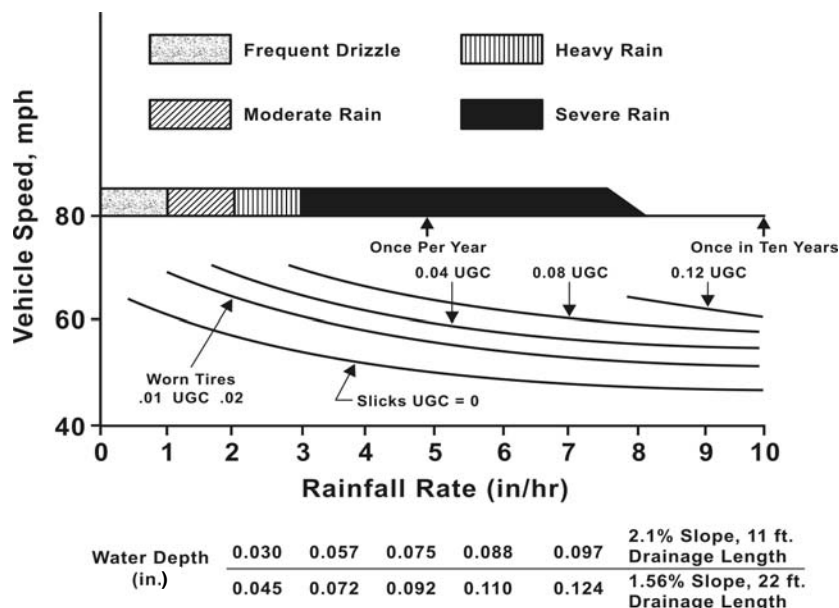 Frequent Drizzle
Heavy Rain
Moderate Rain
Severe Rain
Vehicle Speed, mph
80
60
40
Once Per Year
Once in Ten Years
0.04 UGC
0.08 UGC
0.12 UGC
Worn Tires
.01 UGC .02
Slicks UGC = 0
0 1 2 3 4 5 6 7 8 9 10
Rainfall Rate (in/hr)
Water Depth
(in.)
0.030 0.057 0.075 0.088 0.097 2.1% Slope, 11 ft.
Drainage Length
0.045 0.072 0.092 0.110 0.124 1.56% Slope, 22 ft.
Drainage Length